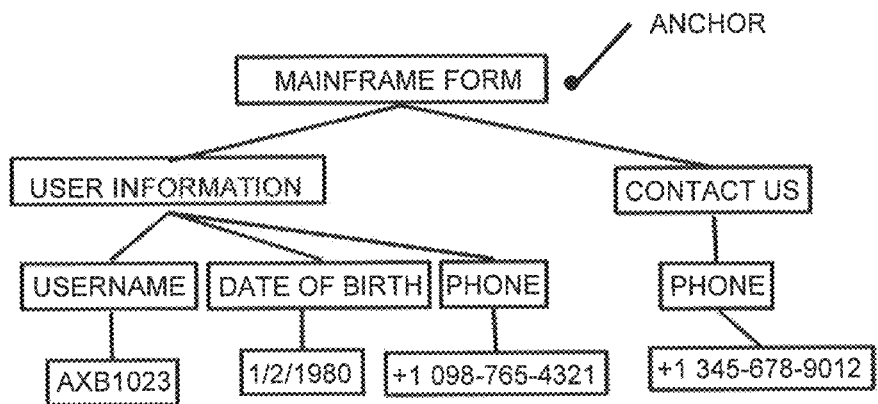 ANCHOR
MAINFRAME FORM
USER INFORMATION
CONTACT US
USERNAME
DATE OF BIRTH
PHONE
PHONE
AXB1023
1/2/1980
+1 098-765-4321
+1 345-678-9012